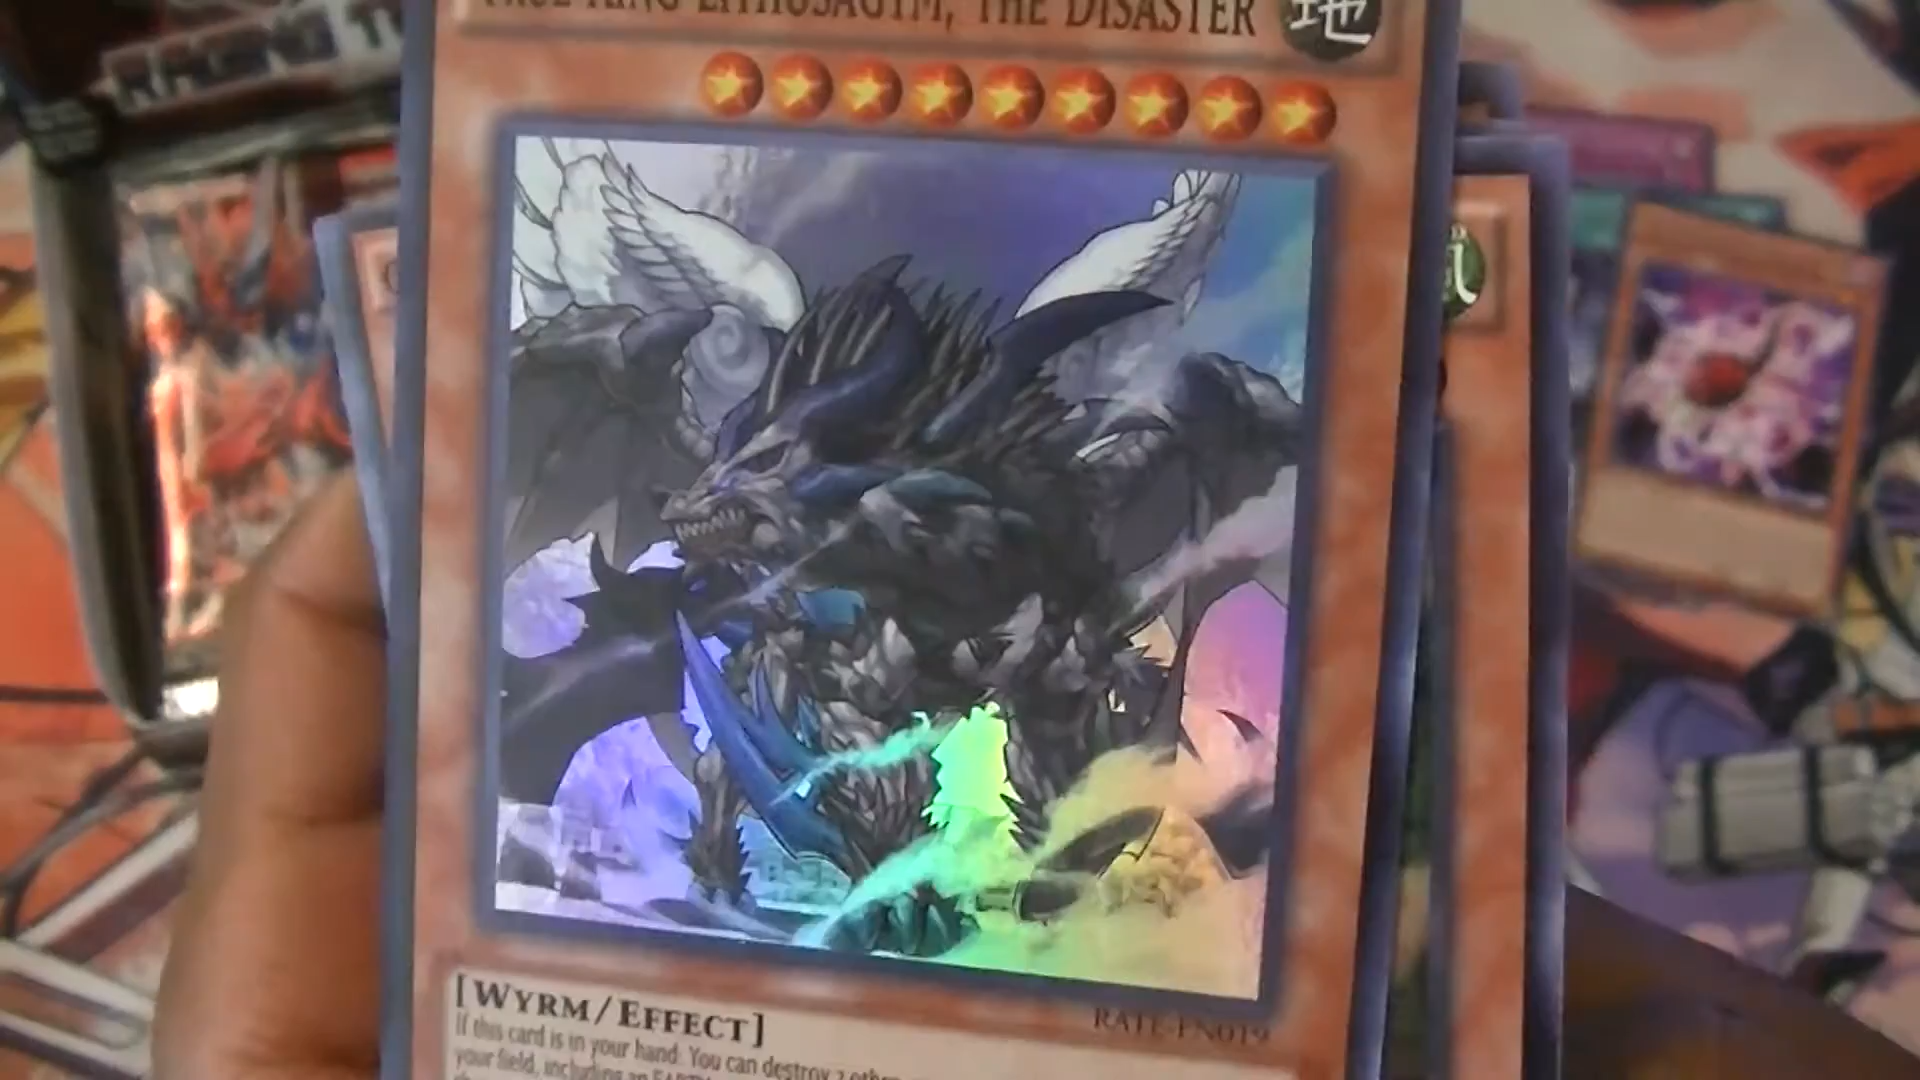 TRUE KING LITHOSAGYM, THE DISASTER
地
[WYRM/EFFECT]
RATE-EN019
If this card is in your hand: You can destroy 2 other
your field, including an EARTH